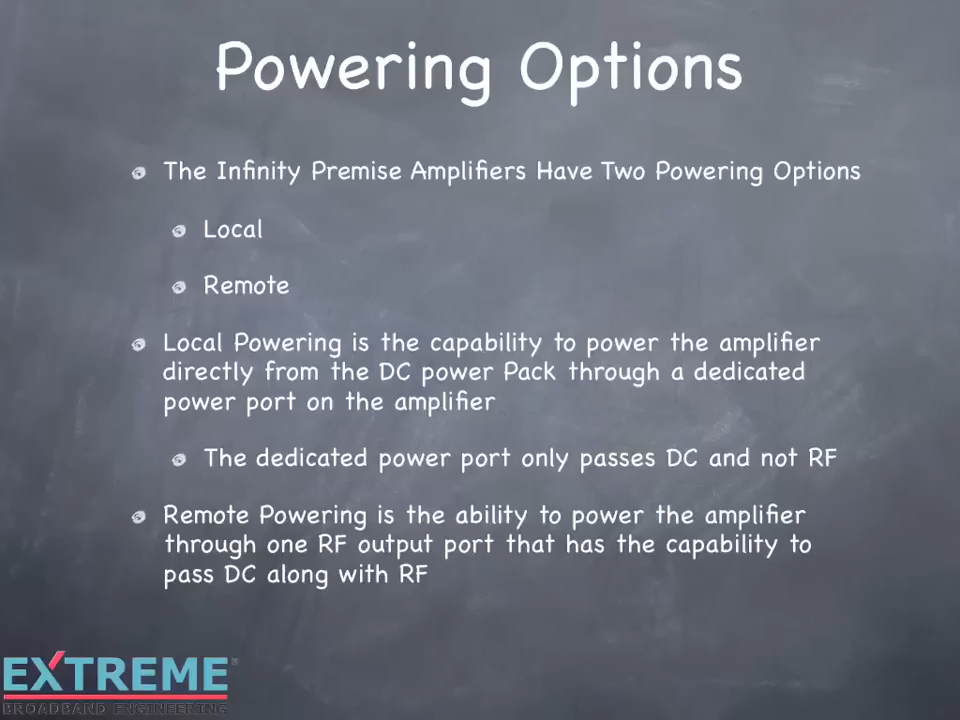 Powering Options
The Infinity Premise Amplifiers Have Two Powering Options
Local
Remote
Local Powering is the capability to power the amplifier
directly from the DC power Pack through a dedicated
power port on the amplifier
The dedicated power port only passes DC and not RF
Remote Powering is the ability to power the amplifier
through one RF output port that has the capability to
pass DC along with RF
EXTREME
BROADBAND ENGINEERING